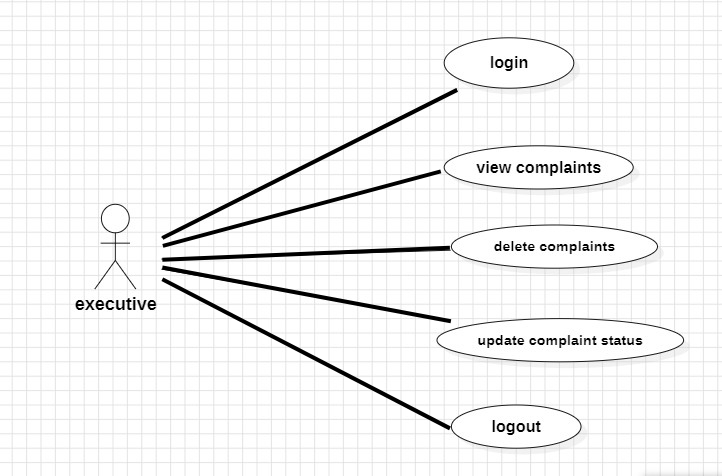 login
view complaints
delete complaints
executive
update complaint status
logout